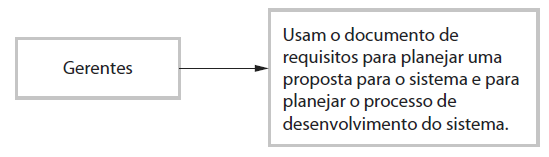 Gerentes
Usam o documento de
requisitos para planejar uma
proposta para o sistema e para
planejar o processo de
desenvolvimento do sistema.